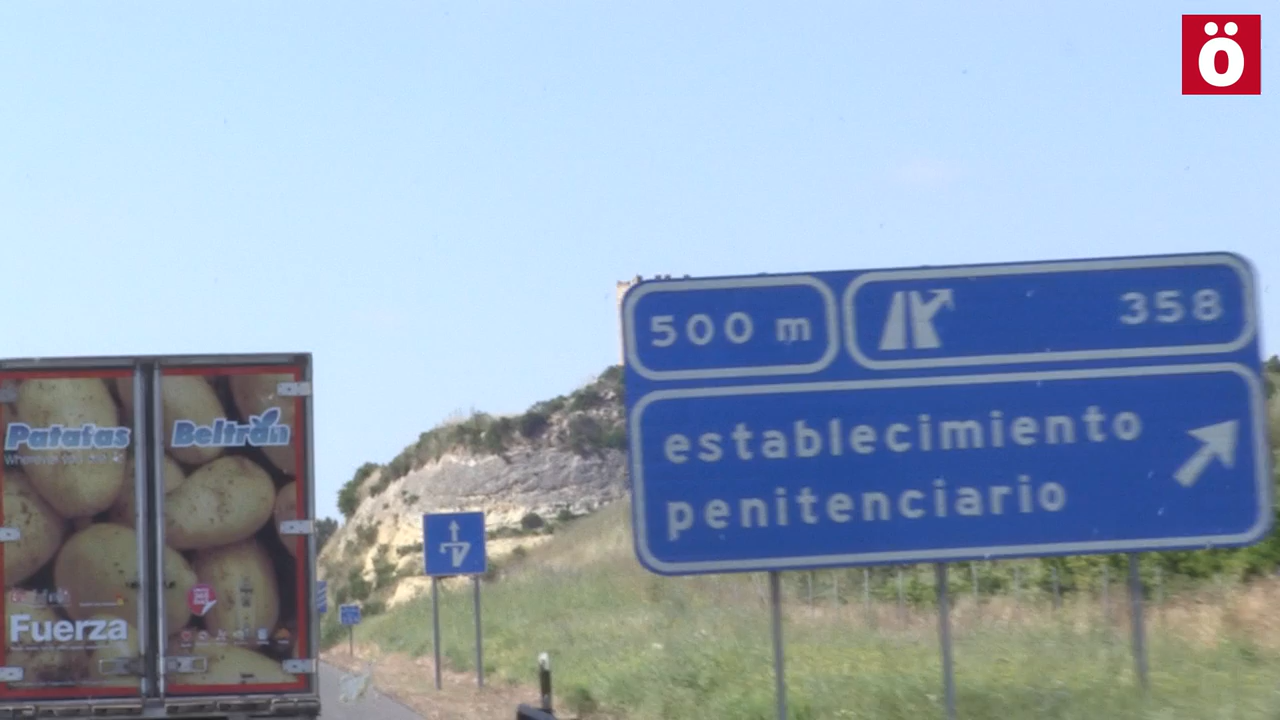 ö
500 m
358
establecimiento
penitenciario
Patatas
Beltrán
Fuerza